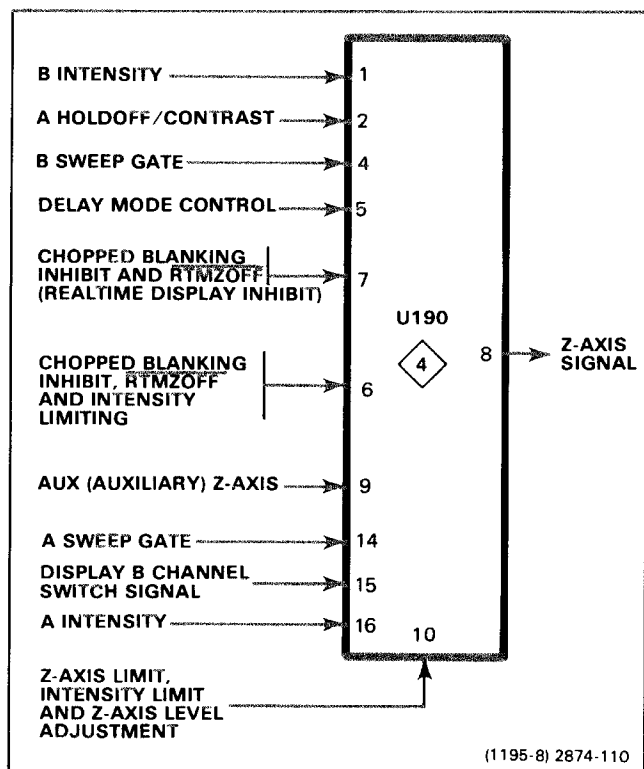 B INTENSITY 1
A HOLDOFF/CONTRAST 2
B SWEEP GATE 4
DELAY MODE CONTROL 5
CHOPPED BLANKING
INHIBIT AND RTMZOFF
(REALTIME DISPLAY INHIBIT)
7
U190
4
8
Z-AXIS
SIGNAL
CHOPPED BLANKING
INHIBIT, RTMZOFF
AND INTENSITY
LIMITING
6
AUX (AUXILIARY) Z-AXIS 9
A SWEEP GATE 14
DISPLAY B CHANNEL
SWITCH SIGNAL
15
A INTENSITY 16
10
Z-AXIS LIMIT,
INTENSITY LIMIT
AND Z-AXIS LEVEL
ADJUSTMENT
(1195-8) 2874-110